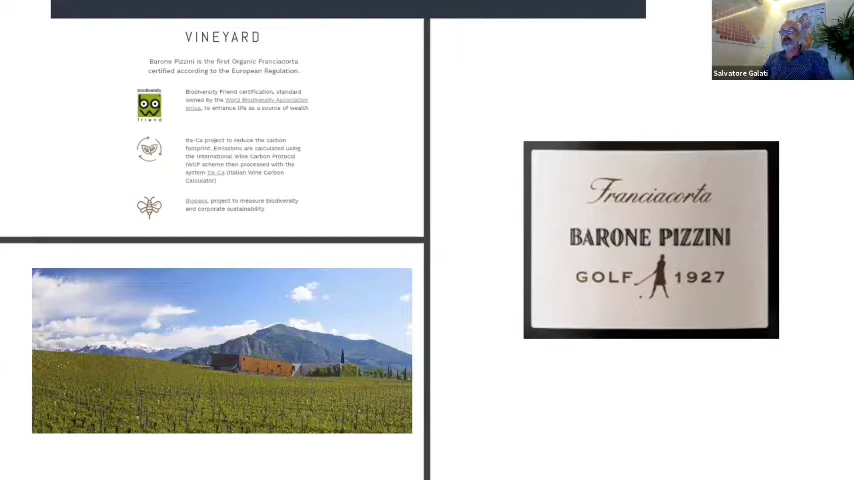 VINEYARD
Barone Pizzini is the first Organic Franciacorta
certified according to the European Regulation.
biodiversity
friend
Biodiversity Friend certification, standard
owned by the Word Biodiversity Association
onlus, to enhance life as a source of wealth
Ita-Ca project to reduce the carbon
footprint. Emissions are calculated using
the International Wine Carbon Protocol
IWCP scheme then processed with the
system Ita-Ca (Italian Wine Carbon
Calculator)
Biopass, project to measure biodiversity
and corporate sustainability
Franciacorta
BARONE PIZZINI
GOLF 1927
Salvatore Galati